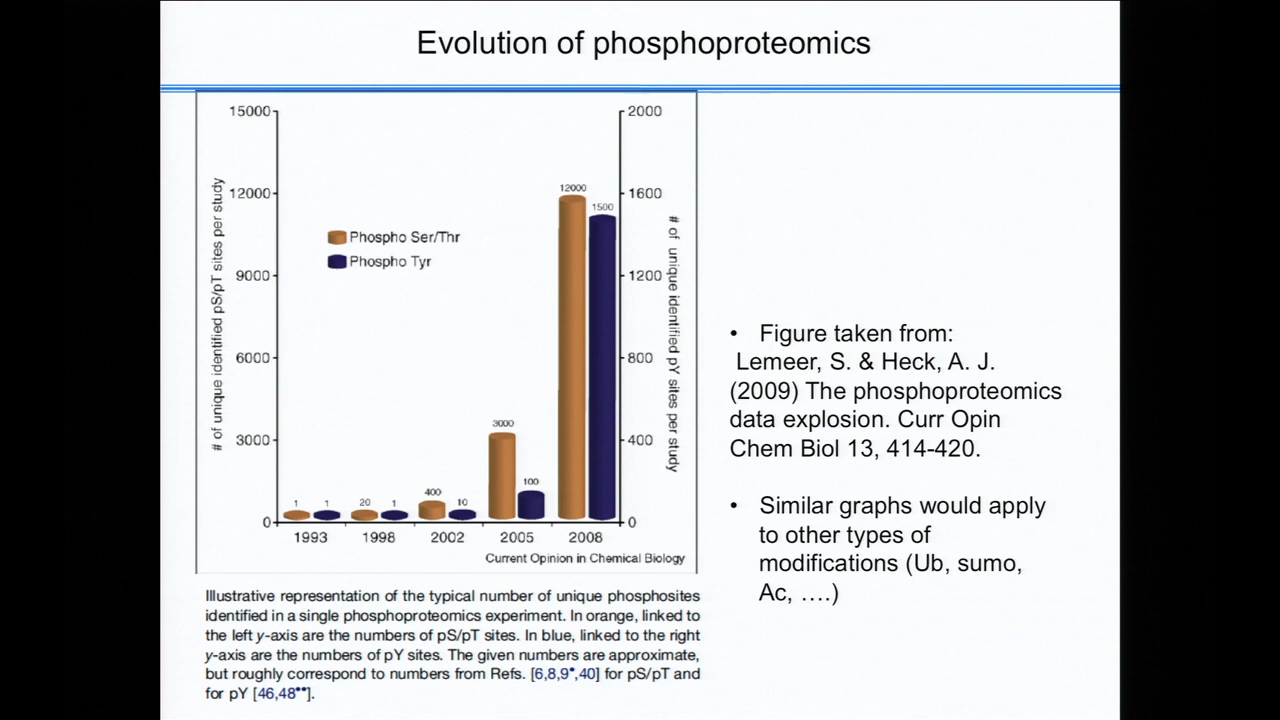 Evolution of phosphoproteomics
15000
12000
9000
6000
3000
0
# of unique identified pS/pT sites per study
2000
1600
1200
800
400
0
# of unique identified pY sites per study
Phospho Ser/Thr
Phospho Tyr
1
1
20
1
400
10
3000
100
12000
1500
1993
1998
2002
2005
2008
Current Opinion in Chemical Biology
Illustrative representation of the typical number of unique phosphosites
identified in a single phosphoproteomics experiment. In orange, linked to
the left y-axis are the numbers of pS/pT sites. In blue, linked to the right
y-axis are the numbers of pY sites. The given numbers are approximate,
but roughly correspond to numbers from Refs. [6,8,9•,40] for pS/pT and
for pY [46,48••].
• Figure taken from:
Lemeer, S. & Heck, A. J.
(2009) The phosphoproteomics
data explosion. Curr Opin
Chem Biol 13, 414-420.
• Similar graphs would apply
to other types of
modifications (Ub, sumo,
Ac, ….)